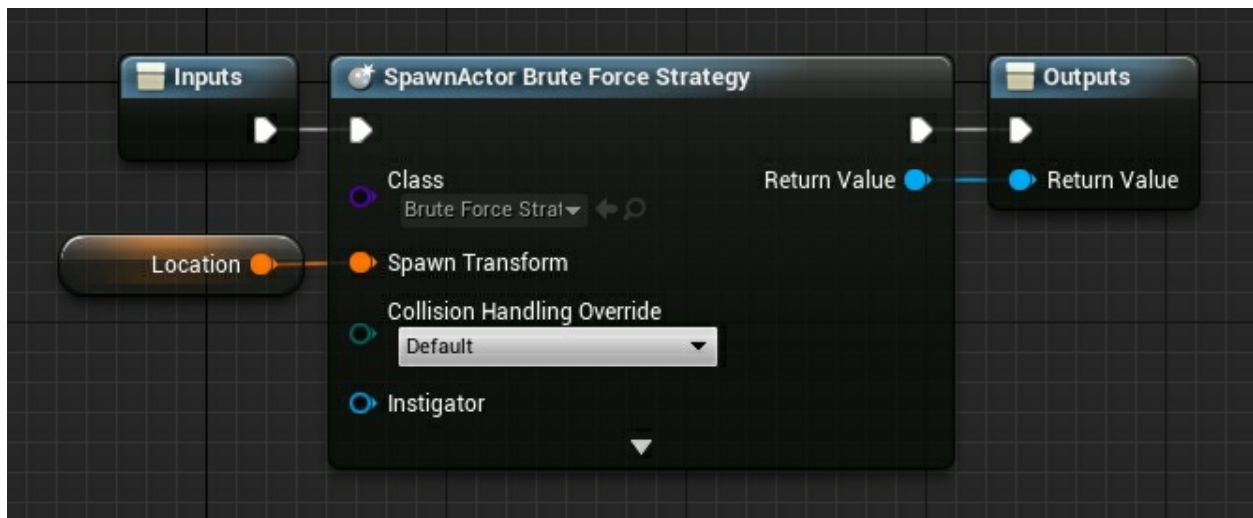 Inputs
SpawnActor Brute Force Strategy
Outputs
Class
Brute Force Strat
Return Value
Return Value
Location
Spawn Transform
Collision Handling Override
Default
Instigator